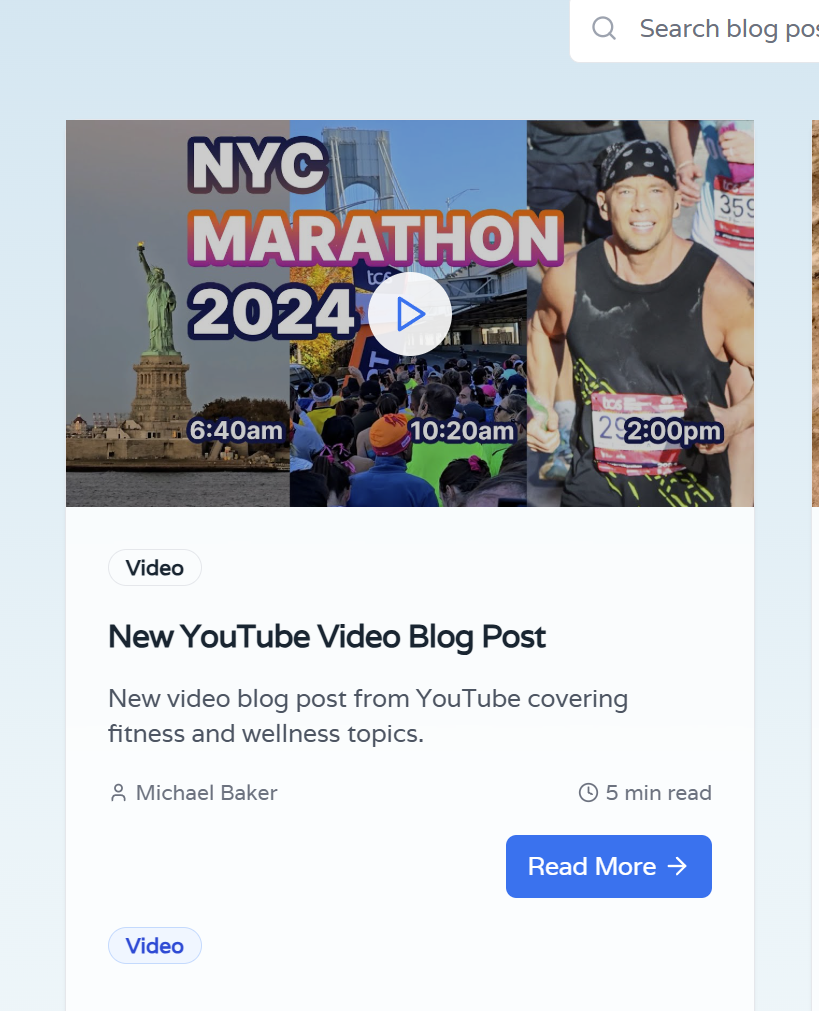 Search blog pos
NYC
MARATHON
2024
tcs
359
6:40am
10:20am
2:00pm
tcs
29
Video
New YouTube Video Blog Post
New video blog post from YouTube covering
fitness and wellness topics.
Michael Baker
5 min read
Read More
Video